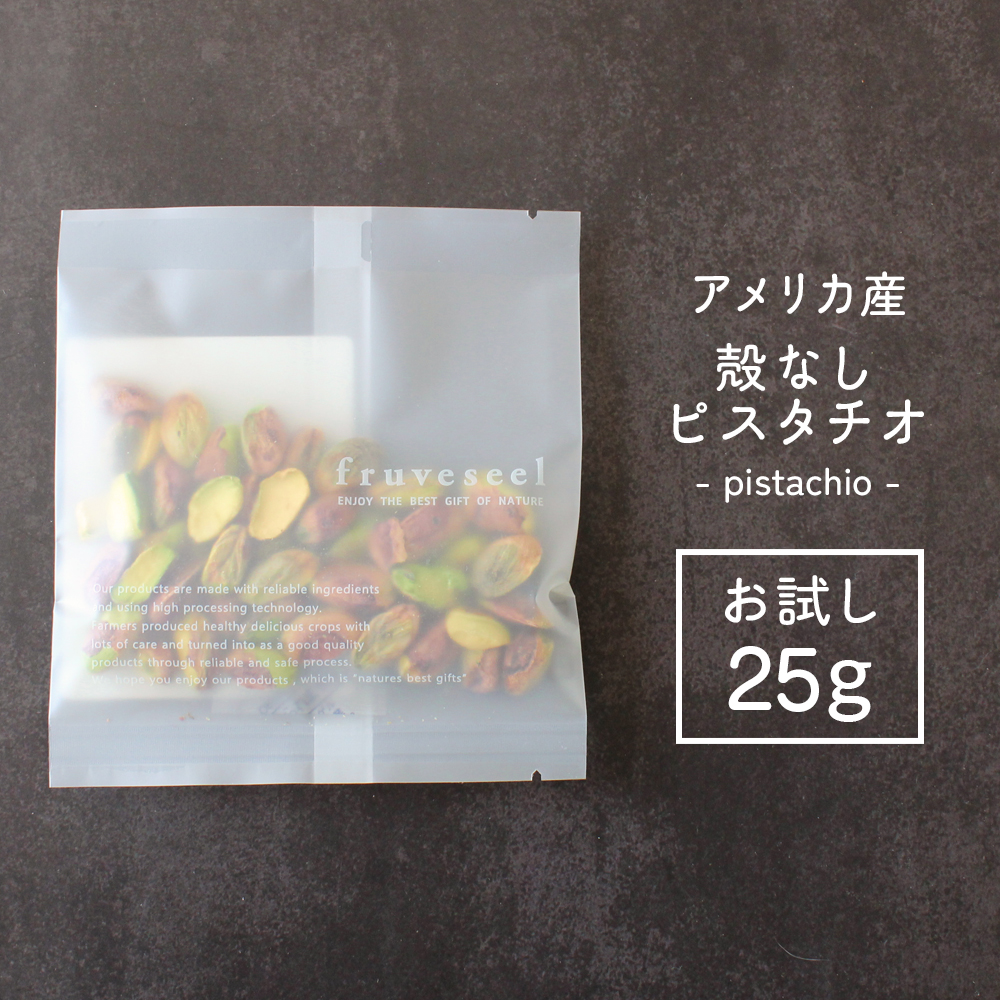 アメリカ産
殻なし
ピスタチオ
- pistachio -
お試し
25g
fruveseel
ENJOY THE BEST GIFT OF NATURE
Our products are made with reliable ingredients
and using high processing technology.
Farmers produced healthy delicious crops with
lots of care and turned into as a good quality
products through reliable and safe process.
We hope you enjoy our products , which is "natures best gifts"